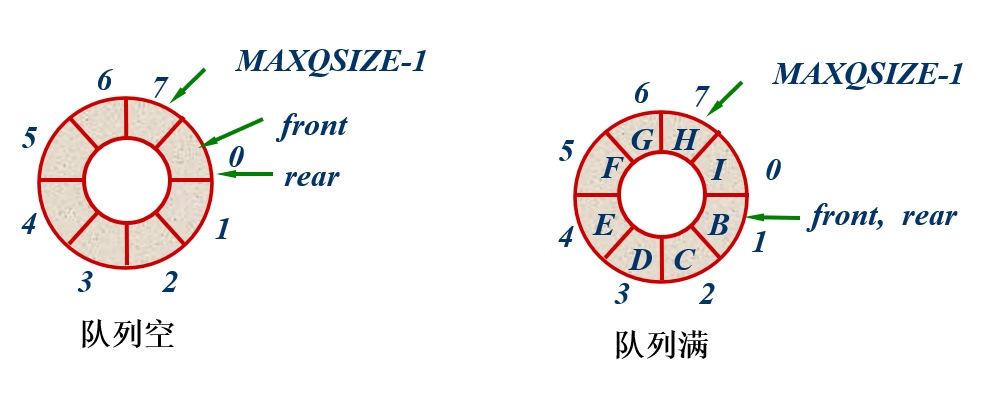 MAXQSIZE-1
6
7
front
5
0
rear
4
1
3
2
队列空
MAXQSIZE-1
6
7
G H
5
F
I
0
E
B
front, rear
4
1
D C
3
2
队列满